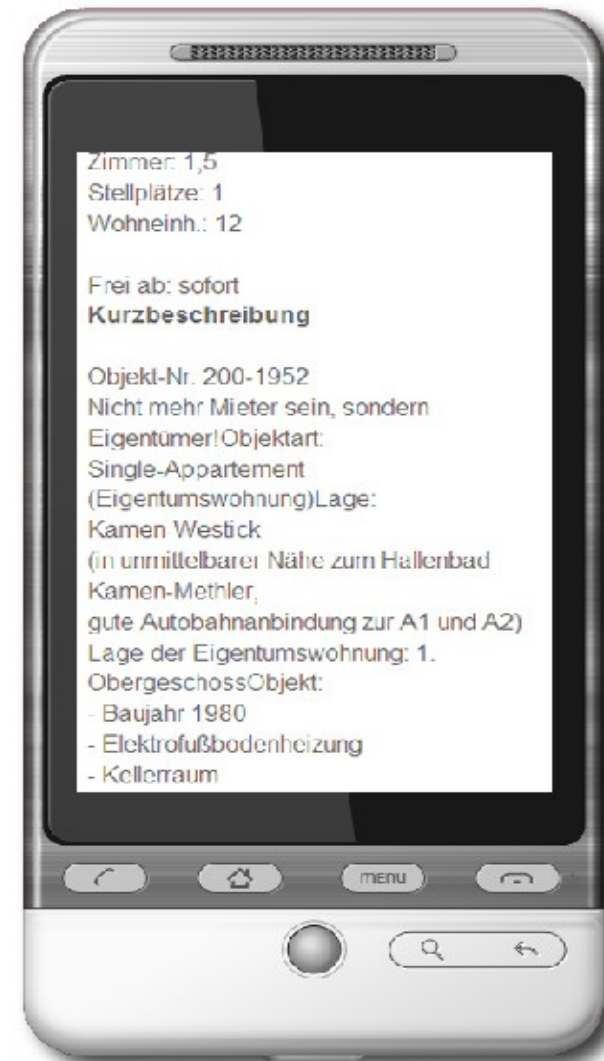 Zimmer: 1,5
Stellplätze: 1
Wohneinh.: 12
Frei ab: sofort
Kurzbeschreibung
Objekt-Nr. 200-1952
Nicht mehr Mieter sein, sondern
Eigentümer!Objektart:
Single-Appartement
(Eigentumswohnung)Lage:
Kamen Westick
(in unmittelbarer Nähe zum Hallenbad
Kamen-Methler,
gute Autobahnanbindung zur A1 und A2)
Lage der Eigentumswohnung: 1.
ObergeschossObjekt:
- Baujahr 1980
- Elektrofußbodenheizung
- Kellerraum
menu